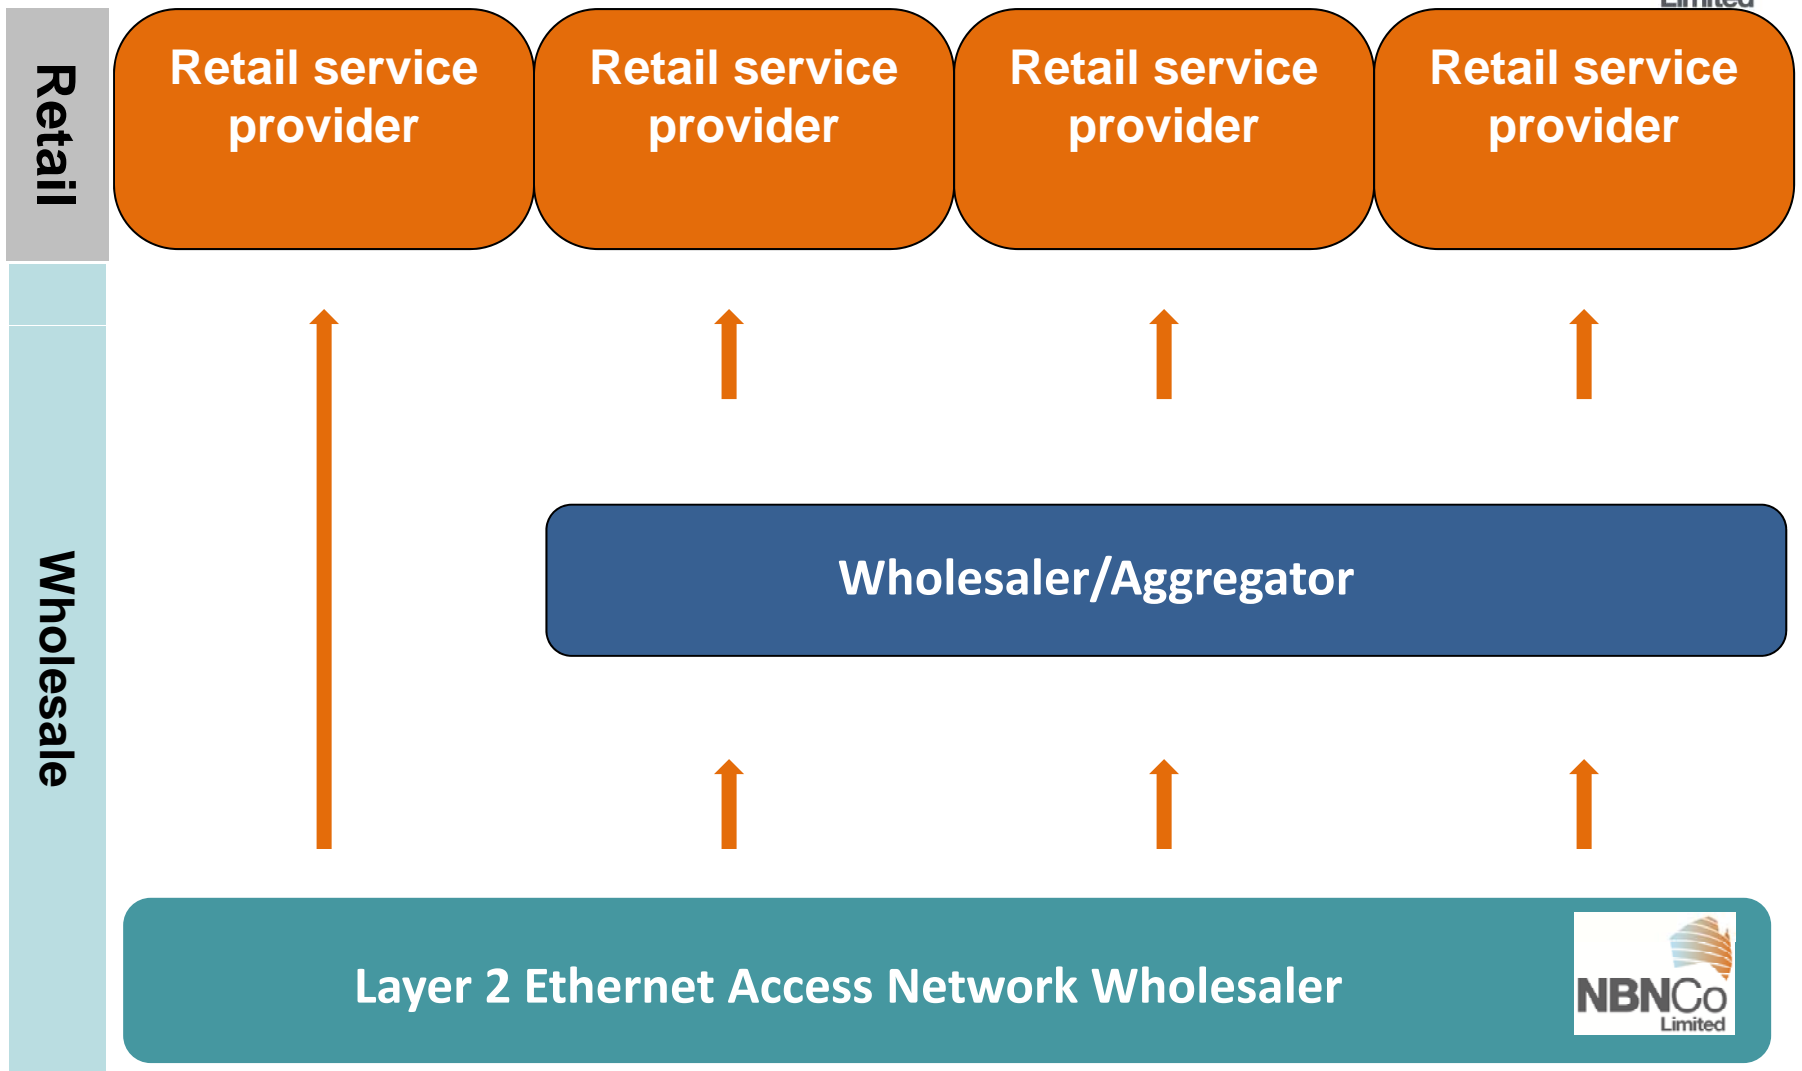 Limited
Retail
Retail service
provider
Retail service
provider
Retail service
provider
Retail service
provider
Wholesale
Wholesaler/Aggregator
Layer 2 Ethernet Access Network Wholesaler
NBNCo
Limited